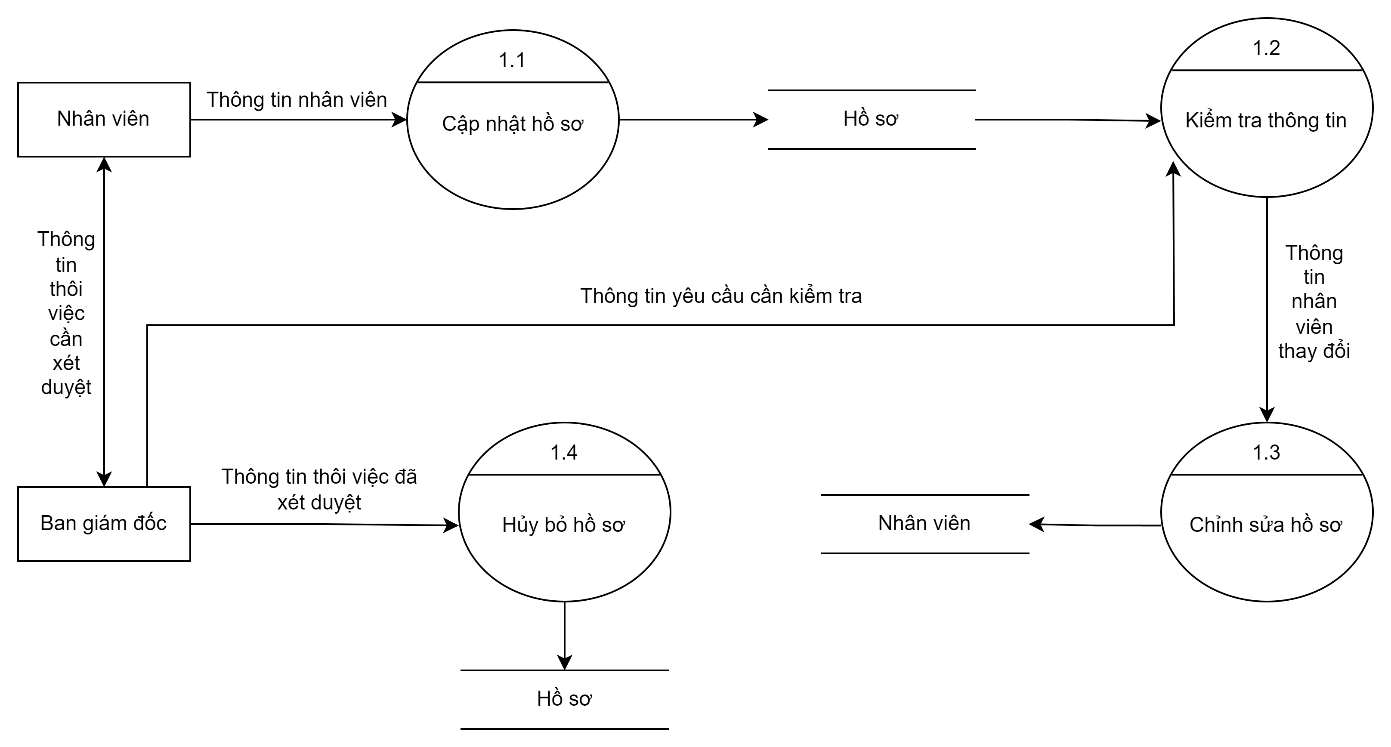 1.1
1.2
Nhân viên
Thông tin nhân viên
Cập nhật hồ sơ
Hồ sơ
Kiểm tra thông tin
Thông
tin
thôi
việc
cần
xét
duyệt
Thông tin yêu cầu cần kiểm tra
Thông
tin
nhân
viên
thay đổi
1.4
1.3
Ban giám đốc
Thông tin thôi việc đã
xét duyệt
Hủy bỏ hồ sơ
Nhân viên
Chỉnh sửa hồ sơ
Hồ sơ